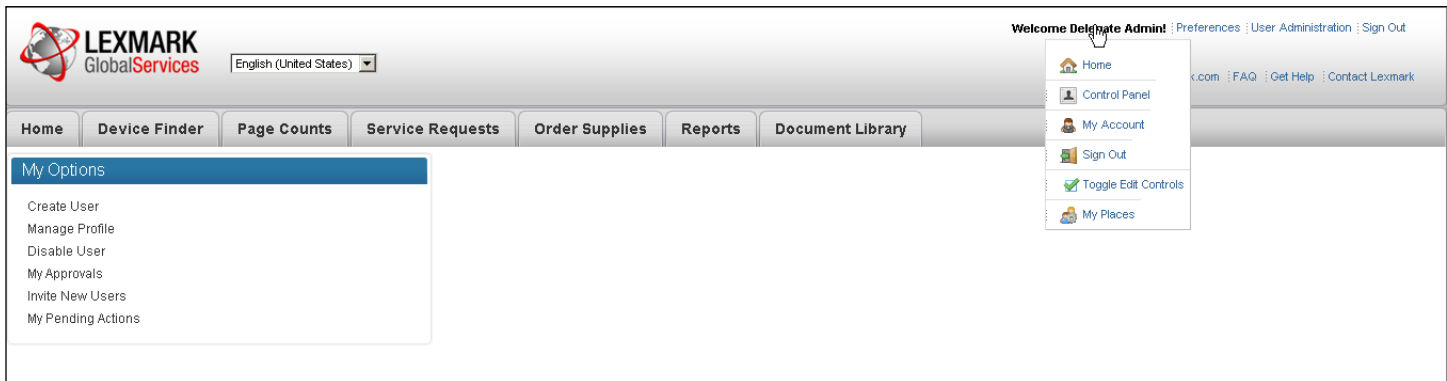 Welcome Delegate Admin! Preferences User Administration Sign Out
LEXMARK
GlobalServices
English (United States)
Home
.com FAQ Get Help Contact Lexmark
Control Panel
My Account
Sign Out
Toggle Edit Controls
My Places
Home Device Finder Page Counts Service Requests Order Supplies Reports Document Library
My Options
Create User
Manage Profile
Disable User
My Approvals
Invite New Users
My Pending Actions